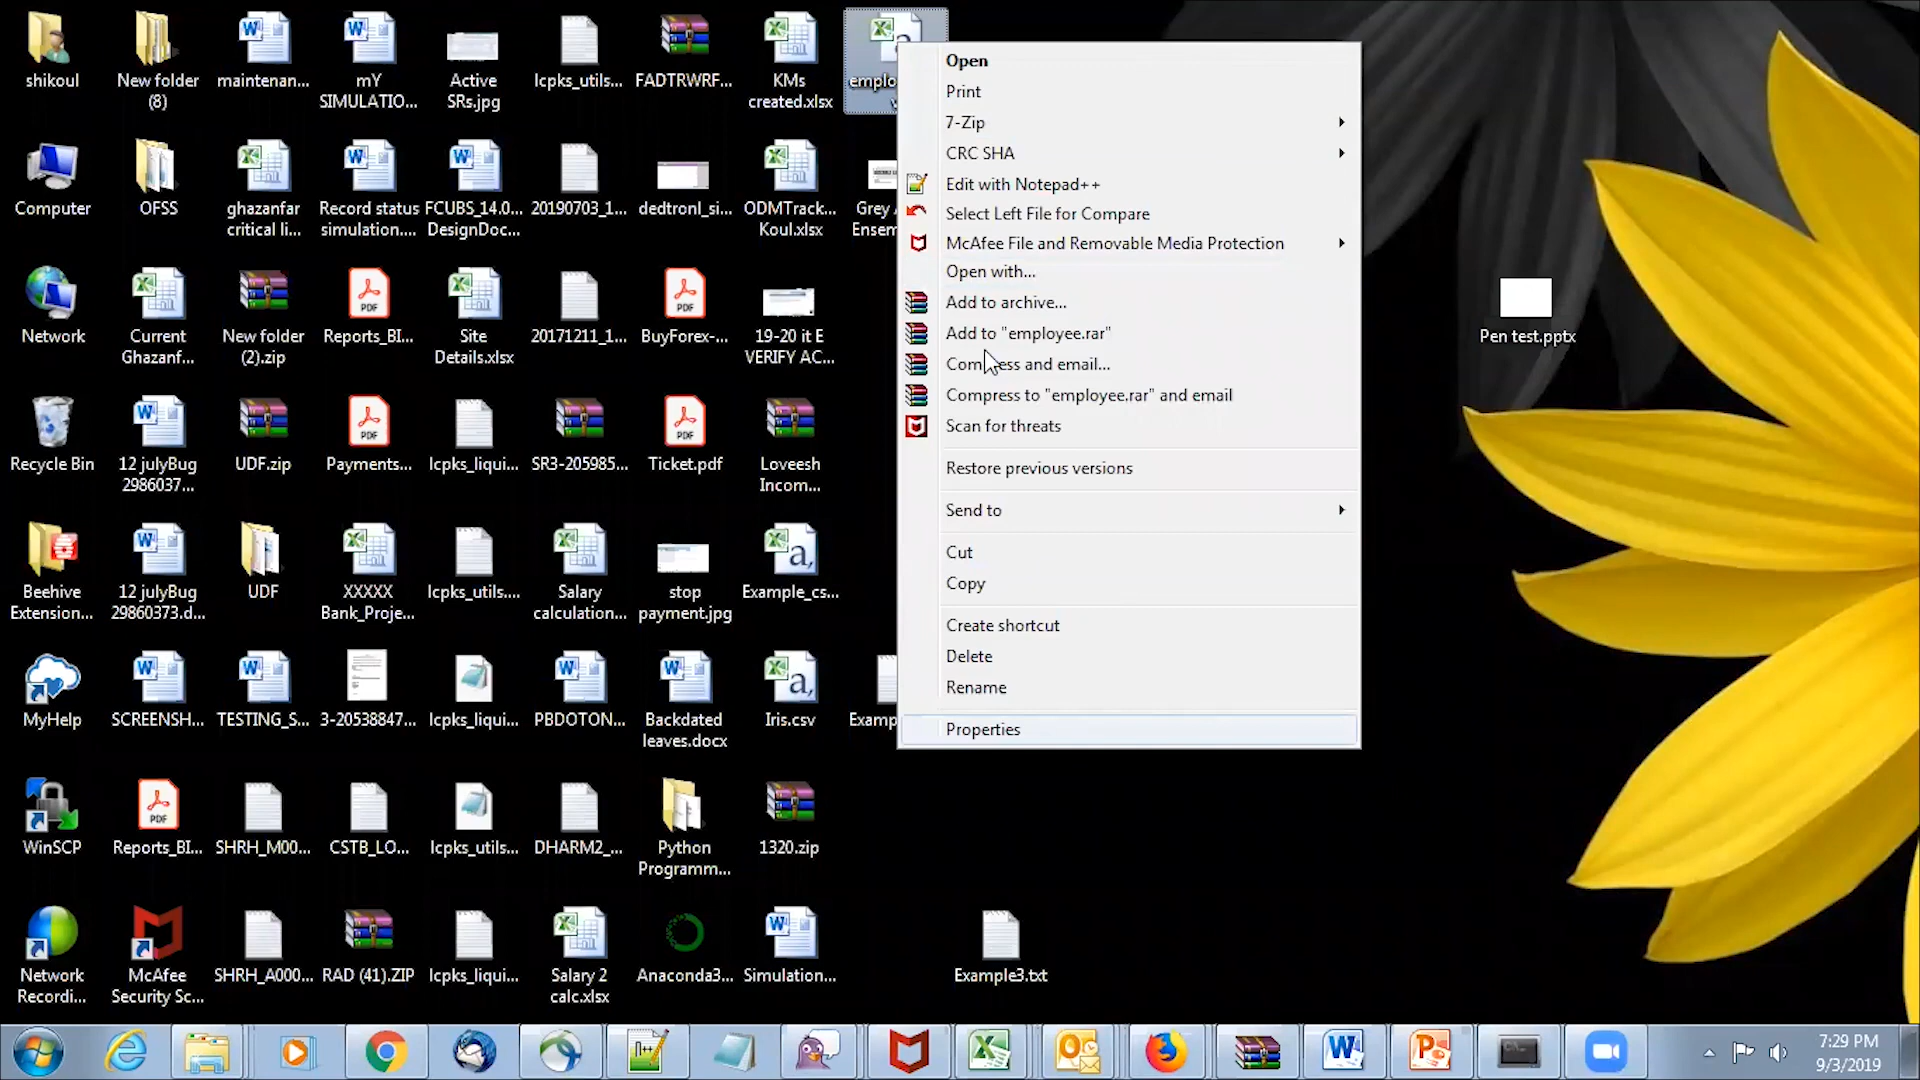 shikoul
New folder
(8)
maintenan...
mY
SIMULATIO...
Active
SRs.jpg
lcpks_utils...
FADTRWRF...
KMs
created.xlsx
Computer
OFSS
ghazanfar
critical li...
Record status
simulation....
FCUBS_14.0...
DesignDoc...
20190703_1...
dedtronl_si...
ODMTrack...
Koul.xlsx
Grey
Ensem
Network
Current
Ghazanf...
New folder
(2).zip
Reports_BI...
Site
Details.xlsx
20171211_1...
BuyForex-...
19-20 it E
VERIFY AC...
Recycle Bin
12 julyBug
2986037...
UDF.zip
Payments...
lcpks_liqui...
SR3-205985...
Ticket.pdf
Loveesh
Incom...
Beehive
Extension...
12 julyBug
29860373.d...
UDF
XXXXX
Bank_Proje...
lcpks_utils....
Salary
calculation...
stop
payment.jpg
Example_cs...
MyHelp
SCREENSH...
TESTING_S...
3-20538847...
lcpks_liqui...
PBDOTON...
Backdated
leaves.docx
Iris.csv
Examp
WinSCP
Reports_BI...
SHRH_M00...
CSTB_LO...
lcpks_utils...
DHARM2_...
Python
Programm...
1320.zip
Network
Recordi...
McAfee
Security Sc...
SHRH_A000...
RAD (41).ZIP
lcpks_liqui...
Salary 2
calc.xlsx
Anaconda3...
Simulation...
Example3.txt
Pen test.pptx
emplo
Open
Print
7-Zip
CRC SHA
Edit with Notepad++
Select Left File for Compare
McAfee File and Removable Media Protection
Open with...
Add to archive...
Add to "employee.rar"
Compress and email...
Compress to "employee.rar" and email
Scan for threats
Restore previous versions
Send to
Cut
Copy
Create shortcut
Delete
Rename
Properties
7:29 PM
9/3/2019